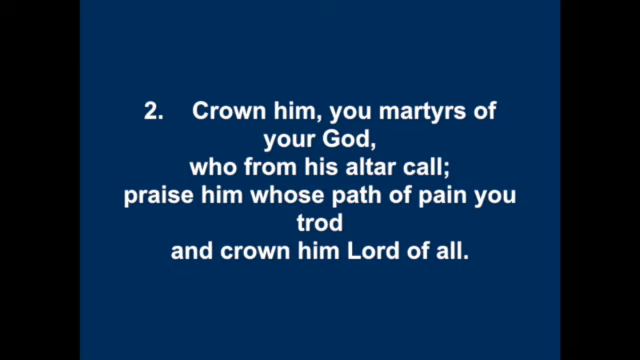 2. Crown him, you martyrs of
your God,
who from his altar call;
praise him whose path of pain you
trod
and crown him Lord of all.